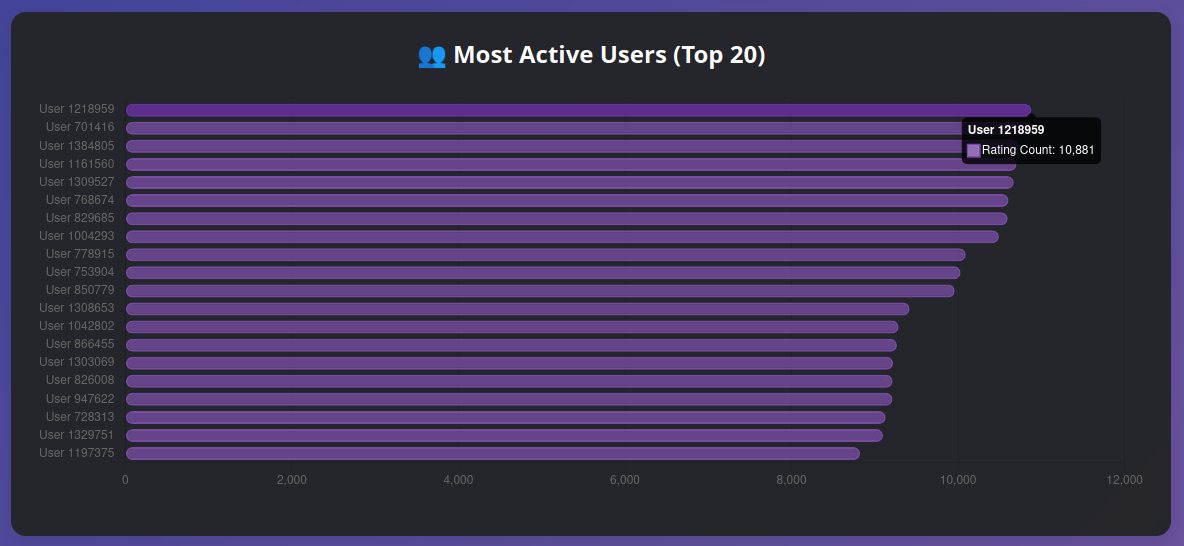 👥 Most Active Users (Top 20)
User 1218959
User 701416
User 1384805
User 1161560
User 1309527
User 768674
User 829685
User 1004293
User 778915
User 753904
User 850779
User 1308653
User 1042802
User 866455
User 1303069
User 826008
User 947622
User 728313
User 1329751
User 1197375
User 1218959
Rating Count: 10,881
0 2,000 4,000 6,000 8,000 10,000 12,000